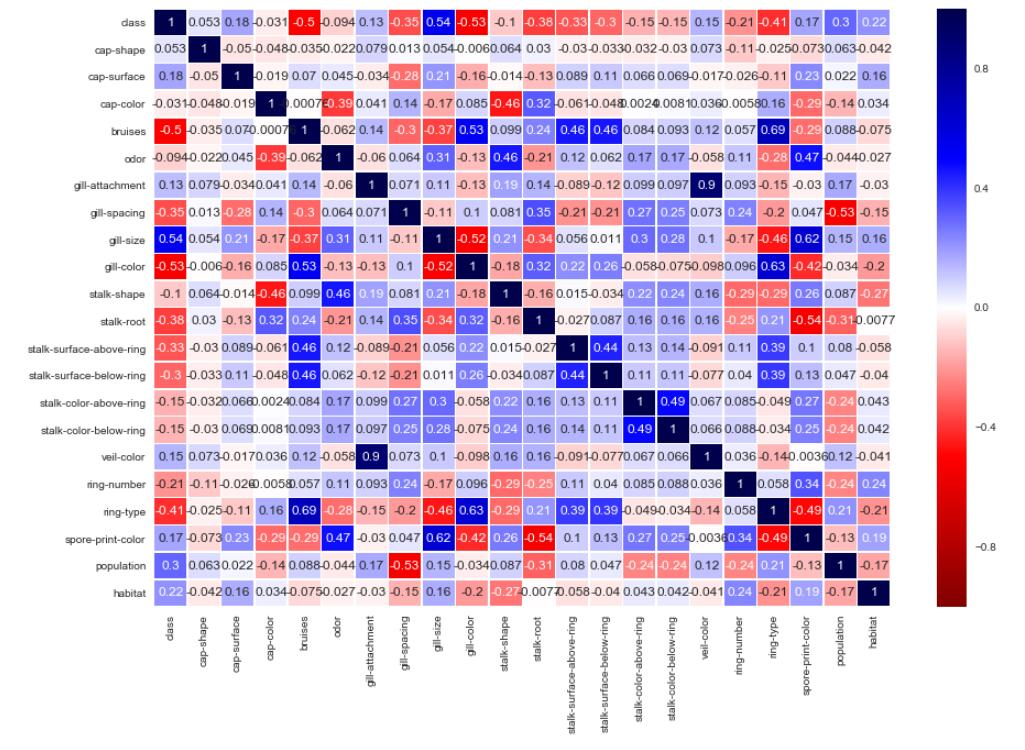 class 1 0.053 0.18 -0.031 -0.5 -0.094 0.13 -0.35 0.54 -0.53 -0.1 -0.38 -0.33 -0.3 -0.15 -0.15 0.15 -0.21 -0.41 0.17 0.3 0.22
cap-shape 0.053 1 -0.05 -0.048 -0.035 -0.022 0.079 0.013 0.054 -0.006 0.064 0.03 -0.03 -0.033 -0.032 -0.03 0.073 -0.11 -0.025 -0.073 0.063 -0.042
cap-surface 0.18 -0.05 1 -0.019 0.07 0.045 -0.034 -0.28 0.21 -0.16 -0.014 -0.13 0.089 0.11 0.066 0.069 -0.017 -0.026 -0.11 0.23 0.022 0.16
cap-color -0.031 -0.048 -0.019 1 -0.39 0.041 0.14 -0.17 0.085 -0.46 0.32 -0.061 -0.048 0.0024 0.0081 0.036 -0.0058 0.16 -0.29 -0.14 0.034
bruises -0.5 -0.035 0.07 1 -0.062 0.14 -0.3 -0.37 0.53 0.099 0.24 0.46 0.46 0.084 0.093 0.12 0.057 0.69 -0.29 0.088 -0.075
odor -0.094 -0.022 0.045 -0.39 -0.062 1 -0.06 0.064 0.31 -0.13 0.46 -0.21 0.12 0.062 0.17 0.17 -0.058 0.11 -0.28 0.47 -0.044 -0.027
gill-attachment 0.13 0.079 -0.034 0.041 0.14 -0.06 1 0.071 0.11 -0.13 0.19 0.14 -0.089 -0.12 0.099 0.097 0.9 0.093 -0.15 -0.03 0.17 -0.03
gill-spacing -0.35 0.013 -0.28 0.14 -0.3 0.064 0.071 1 -0.11 0.1 0.081 0.35 -0.21 -0.21 0.27 0.25 0.073 0.24 -0.2 0.047 -0.53 -0.15
gill-size 0.54 0.054 0.21 -0.17 -0.37 0.31 0.11 -0.11 1 -0.52 0.21 -0.34 0.056 0.011 0.3 0.28 0.1 -0.17 -0.46 0.62 0.15 0.16
gill-color -0.53 -0.006 -0.16 0.085 0.53 -0.13 -0.13 0.1 -0.52 1 -0.18 0.32 0.22 0.26 -0.058 -0.075 -0.098 0.096 0.63 -0.42 -0.034 -0.2
stalk-shape -0.1 0.064 -0.014 -0.46 0.099 0.46 0.19 0.081 0.21 -0.18 1 -0.16 0.015 -0.034 0.22 0.24 0.16 -0.29 -0.29 0.26 0.087 -0.27
stalk-root -0.38 0.03 -0.13 0.32 0.24 -0.21 0.14 0.35 -0.34 0.32 -0.16 1 -0.027 0.087 0.16 0.16 0.16 -0.25 0.21 -0.54 -0.31 -0.0077
stalk-surface-above-ring -0.33 -0.03 0.089 -0.061 0.46 0.12 -0.089 -0.21 0.056 0.22 0.015 -0.027 1 0.44 0.13 0.14 -0.091 0.11 0.39 0.1 0.08 -0.058
stalk-surface-below-ring -0.3 -0.033 0.11 -0.048 0.46 0.062 -0.12 -0.21 0.011 0.26 -0.034 0.087 0.44 1 0.11 0.11 -0.077 0.04 0.39 0.13 0.047 -0.04
stalk-color-above-ring -0.15 -0.032 0.066 0.0024 0.084 0.17 0.099 0.27 0.3 -0.058 0.22 0.16 0.13 0.11 1 0.49 0.067 0.085 -0.049 0.27 -0.24 0.043
stalk-color-below-ring -0.15 -0.03 0.069 0.0081 0.093 0.17 0.097 0.25 0.28 -0.075 0.24 0.16 0.14 0.11 0.49 1 0.066 0.088 -0.034 0.25 -0.24 0.042
veil-color 0.15 0.073 -0.017 0.036 0.12 -0.058 0.9 0.073 0.1 -0.098 0.16 0.16 -0.091 -0.077 0.067 0.066 1 0.036 -0.14 -0.0036 0.12 -0.041
ring-number -0.21 -0.11 -0.026 -0.0058 0.057 0.11 0.093 0.24 -0.17 0.096 -0.29 -0.25 0.11 0.04 0.085 0.088 0.036 1 0.058 0.34 -0.24 0.24
ring-type -0.41 -0.025 -0.11 0.16 0.69 -0.28 -0.15 -0.2 -0.46 0.63 -0.29 0.21 0.39 0.39 -0.049 -0.034 -0.14 0.058 1 -0.49 0.21 -0.21
spore-print-color 0.17 -0.073 0.23 -0.29 -0.29 0.47 -0.03 0.047 0.62 -0.42 0.26 -0.54 0.1 0.13 0.27 0.25 -0.0036 0.34 -0.49 1 -0.13 0.19
population 0.3 0.063 0.022 -0.14 0.088 -0.044 0.17 -0.53 0.15 -0.034 0.087 -0.31 0.08 0.047 -0.24 -0.24 0.12 -0.24 0.21 -0.13 1 -0.17
habitat 0.22 -0.042 0.16 0.034 -0.075 -0.027 -0.03 -0.15 0.16 -0.2 -0.27 -0.0077 -0.058 -0.04 0.043 0.042 -0.041 0.24 -0.21 0.19 -0.17 1
class
cap-shape
cap-surface
cap-color
bruises
odor
gill-attachment
gill-spacing
gill-size
gill-color
stalk-shape
stalk-root
stalk-surface-above-ring
stalk-surface-below-ring
stalk-color-above-ring
stalk-color-below-ring
veil-color
ring-number
ring-type
spore-print-color
population
habitat
0.8
0.4
0.0
-0.4
-0.8